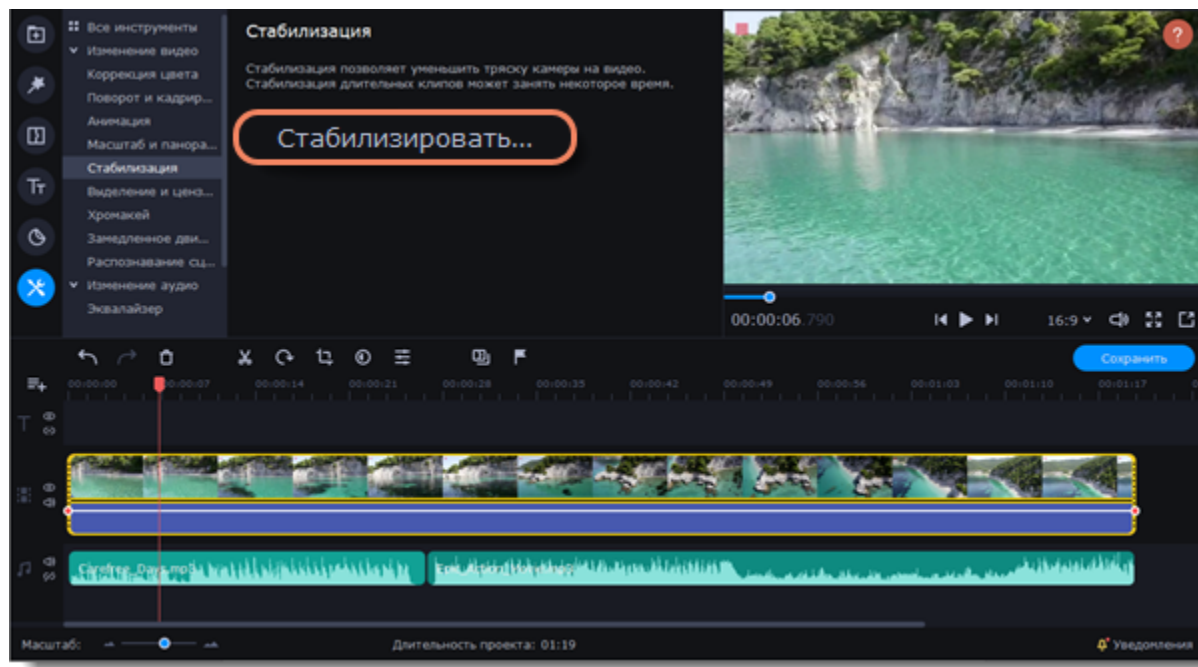 Все инструменты
Изменение видео
Коррекция цвета
Поворот и кадрир...
Анимация
Масштаб и панора...
Стабилизация
Выделение и ценз...
Хромакей
Замедленное дви...
Распознавание сц...
Изменение аудио
Эквалайзер
Стабилизация
Стабилизация позволяет уменьшить тряску камеры на видео.
Стабилизация длительных клипов может занять некоторое время.
Стабилизировать...
?
00:00:06.790
16:9
Сохранить
00:00:00 00:00:07 00:00:14 00:00:21 00:00:28 00:00:35 00:00:42 00:00:49 00:00:56 00:01:03 00:01:10 00:01:17
Carefree_Days.mp3
Масштаб:
Длительность проекта: 01:19
Уведомления